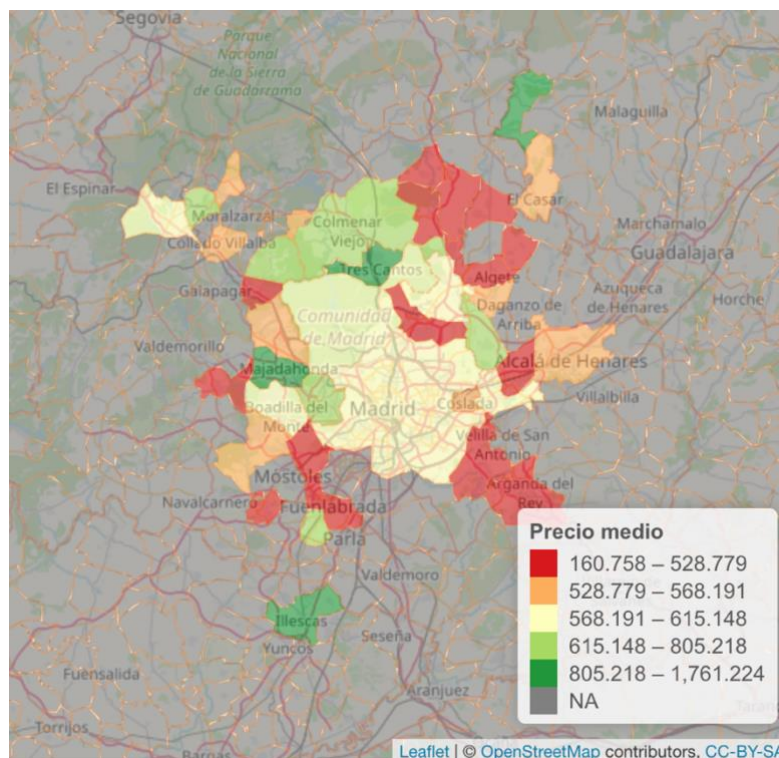 Segovia
Parque
Nacional
de la Sierra
de Guadarrama
Malaguilla
El Espinar
Moralzarzal
El Casar
Colmenar
Viejo
Marchamalo
Collado Villalba
Guadalajara
Tres Cantos
Algete
Galapagar
Azuqueca
de Henares
Horche
Daganzo de
Arriba
Comunidad
de Madrid
Valdemorillo
Alcalá de Henares
Majadahonda
Villalbilla
Boadilla del
Monte
Madrid
Coslada
Velilla de San
Antonio
Móstoles
Arganda del
Rey
Navalcarnero
Fuenlabrada
Parla
Valdemoro
Illescas
Seseña
Yuncos
Fuensalida
Aranjuez
Torrijos
Bargas
Precio medio
160.758 – 528.779
528.779 – 568.191
568.191 – 615.148
615.148 – 805.218
805.218 – 1,761.224
NA
Leaflet | © OpenStreetMap contributors, CC-BY-SA